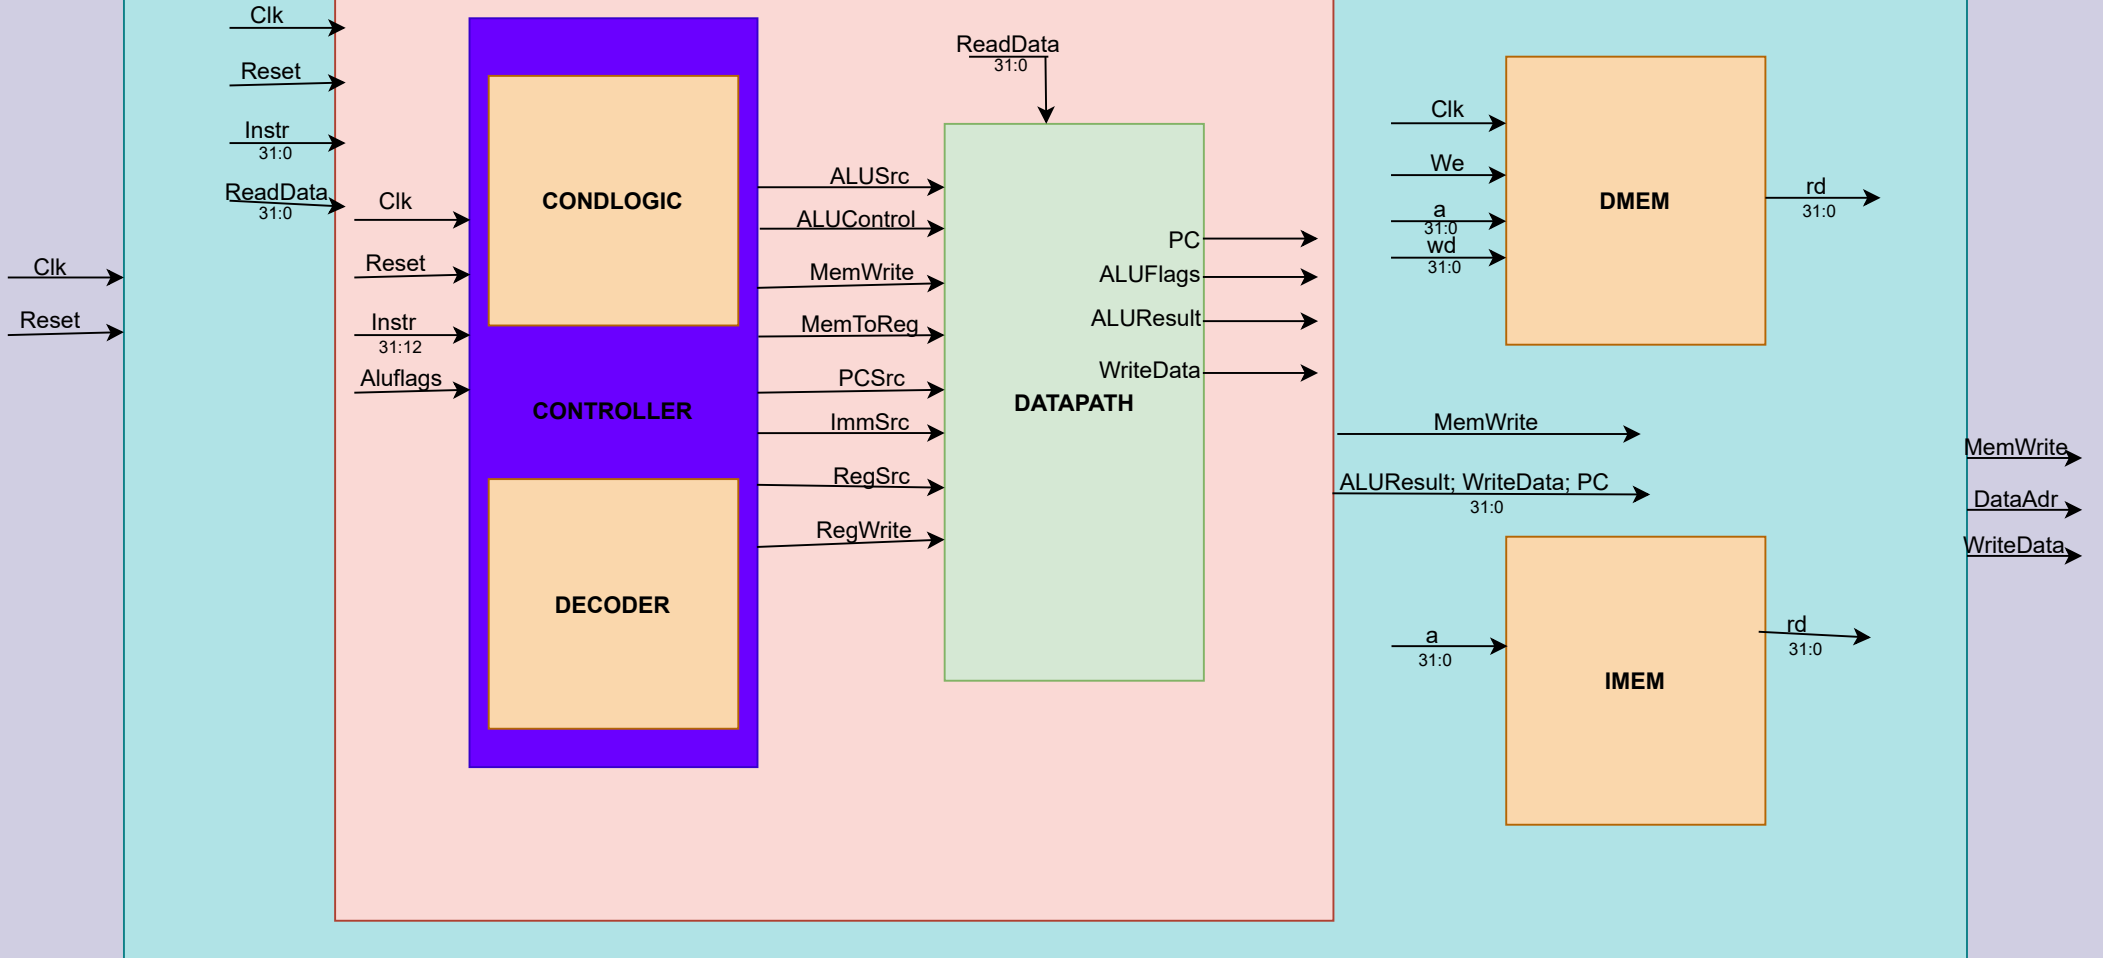 Clk
Reset
Clk
Reset
Instr
31:0
ReadData
31:0
Clk
Reset
Instr
31:12
Aluflags
CONDLOGIC
CONTROLLER
DECODER
ALUSrc
ALUControl
MemWrite
MemToReg
PCSrc
ImmSrc
RegSrc
RegWrite
ReadData
31:0
PC
ALUFlags
ALUResult
WriteData
DATAPATH
Clk
We
a
31:0
wd
31:0
DMEM
rd
31:0
MemWrite
ALUResult; WriteData; PC
31:0
a
31:0
IMEM
rd
31:0
MemWrite
DataAdr
WriteData